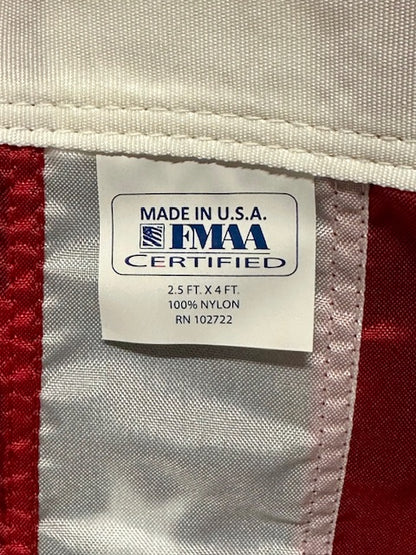 MADE IN U.S.A.
FMAA
CERTIFIED
2.5 FT. X 4 FT.
100% NYLON
RN 102722